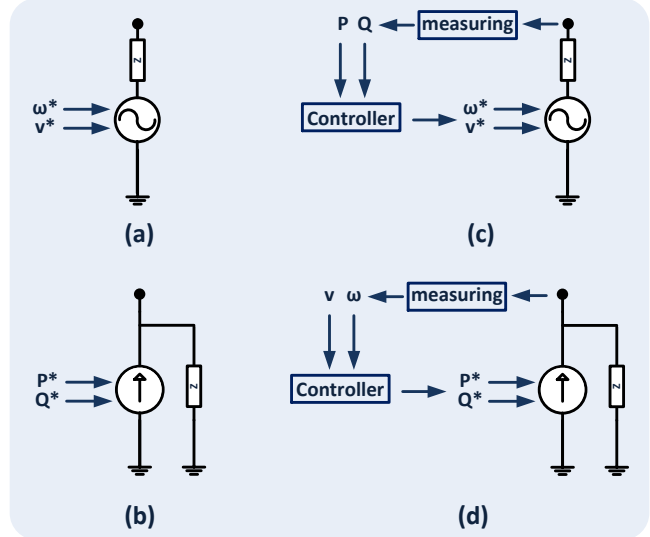 Z
ω*
v*
(a)
P Q
measuring
Controller
ω*
v*
Z
(c)
P*
Q*
Z
(b)
v ω
measuring
Controller
P*
Q*
Z
(d)